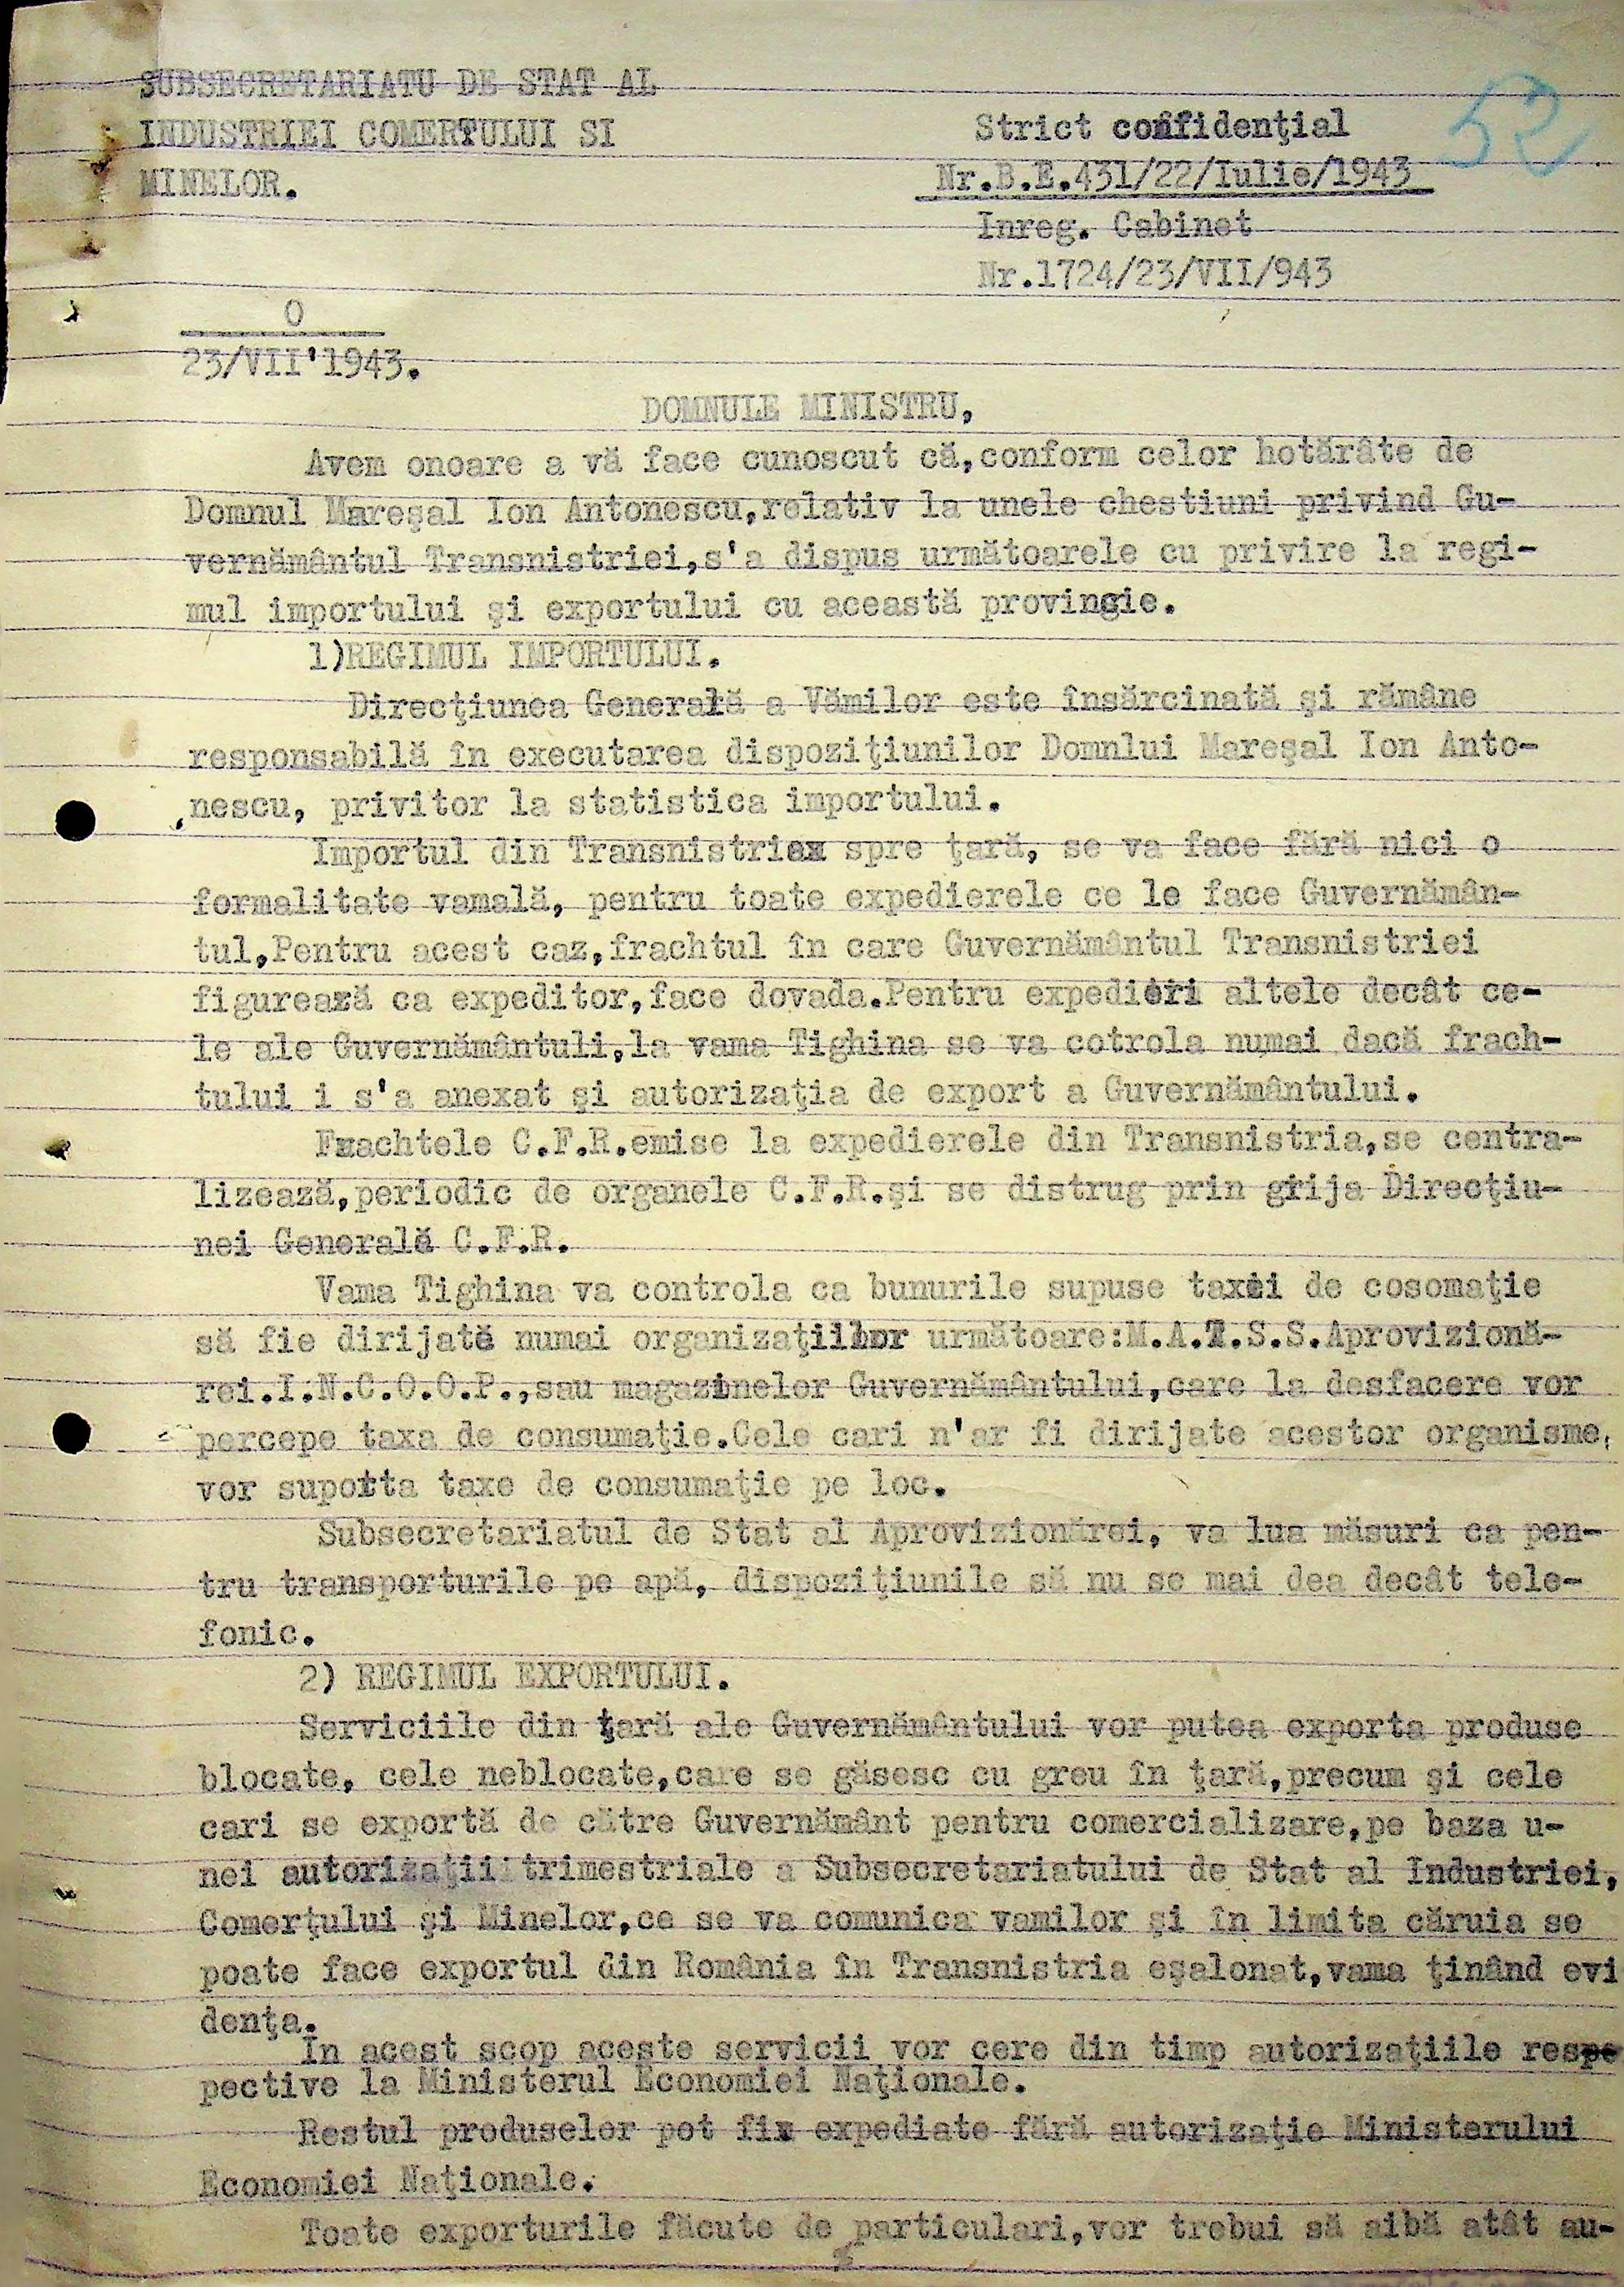 SUBSECRETARIATU DE STAT AL
INDUSTRIEI COMERTULUI SI
MINELOR.
52
Strict confidenţial
Nr.B.E.431/22/Iulie/1943
Inreg. Cabinet
Nr.1724/23/VII/943
0
23/VII'1943.
DOMNULE MINISTRU,
Avem onoare a vă face cunoscut că,conform celor hotărâte de
Domnul Mareşal Ion Antonescu,relativ la unele chestiuni privind Gu-
vernământul Transnistriei,s'a dispus următoarele cu privire la regi-
mul importului şi exportului cu această provincie.
1)REGIMUL IMPORTULUI.
Direcţiunea Generală a Vămilor este însărcinată şi rămâne
responsabilă în executarea dispoziţiunilor Domnlui Mareşal Ion Anto-
nescu, privitor la statistica importului.
Importul din Transnistriax spre ţară, se va face fără nici o
formalitate vamală, pentru toate expedierele ce le face Guvernămân-
tul,Pentru acest caz,frachtul în care Guvernământul Transnistriei
figurează ca expeditor,face dovada.Pentru expedieri altele decât ce-
le ale Guvernământuli,la vama Tighina se va cotrola numai dacă frach-
tului i s'a anexat şi autorizaţia de export a Guvernământului.
Frachtele C.F.R.emise la expedierele din Transnistria,se centra-
lizează,periodic de organele C.F.R.şi se distrug prin grija Direcţiu-
nei Generală C.F.R.
Vama Tighina va controla ca bunurile supuse taxei de cosomaţie
să fie dirijate numai organizaţiilor următoare:M.A.T.S.S.Aprovizionă-
rei.I.N.C.O.O.P.,sau magazinelor Guvernământului,care la desfacere vor
percepe taxa de consumaţie.Cele cari n'ar fi dirijate acestor organisme,
vor suporta taxe de consumaţie pe loc.
Subsecretariatul de Stat al Aprovizionărei, va lua măsuri ca pen-
tru transporturile pe apă, dispoziţiunile să nu se mai dea decât tele-
fonic.
2) REGIMUL EXPORTULUI.
Serviciile din ţară ale Guvernământului vor putea exporta produse
blocate, cele neblocate,care se găsesc cu greu în ţară,precum şi cele
cari se exportă de către Guvernământ pentru comercializare,pe baza u-
nei autorizaţii trimestriale a Subsecretariatului de Stat al Industriei,
Comerţului şi Minelor,ce se va comunica vamilor şi în limita căruia se
poate face exportul din România în Transnistria eşalonat,vama ţinând evi
denţa.
In acest scop aceste servicii vor cere din timp autorizaţiile respe
pective la Ministerul Economiei Naţionale.
Restul produselor pot fix expediate fără autorizaţie Ministerului
Economiei Naţionale.
Toate exporturile făcute de particulari,vor trebui să aibă atât au-